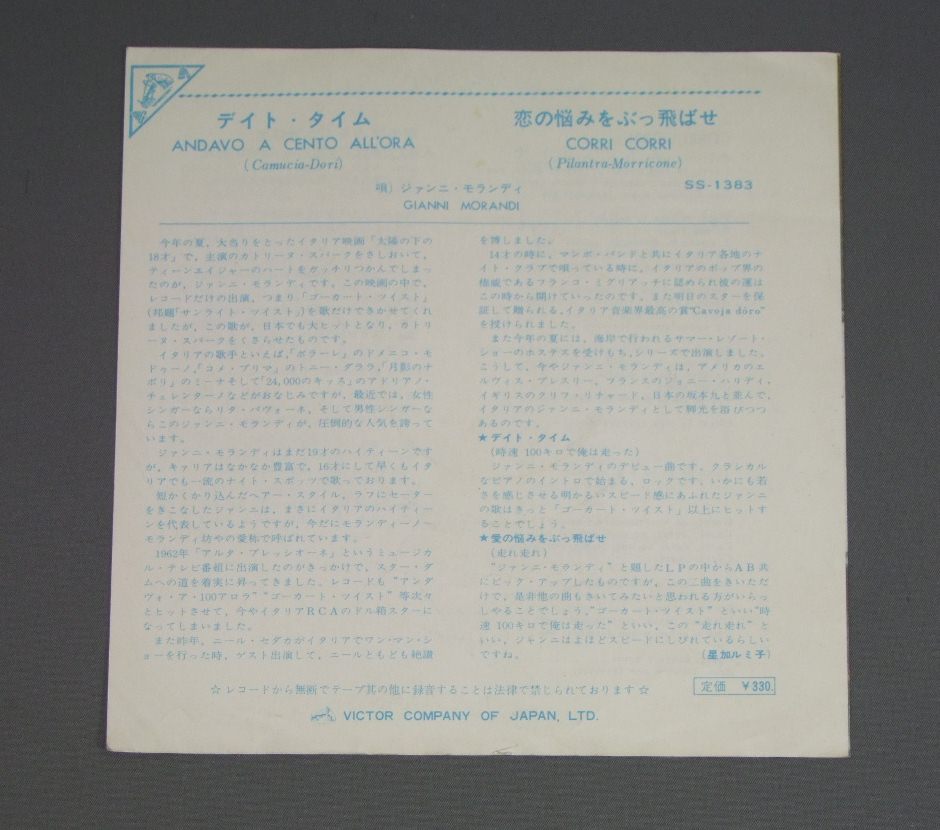 デイト・タイム
ANDAVO A CENTO ALL'ORA
(Camucia-Dori)
恋の悩みをぶっ飛ばせ
CORRI CORRI
(Pilantra-Morricone)
SS-1383
唄) ジァンニ・モランディ
GIANNI MORANDI
今年の夏、大当りをとったイタリア映画「太陽の下の
18才」で、主演のカトリーヌ・スパークをさしおいて、
ティーンエイジャーのハートをガッチリつかんでしまっ
たのが、ジァンニ・モランディです。この映画の中で、
レコードだけの出演、つまり「ゴーカート・ツイスト」
(邦題「サンライト・ツイスト」)を歌だけできかせてくれ
ましたが、この歌が、日本でも大ヒットとなり、カトリ
ーヌ・スパークをくさらせたものです。
イタリアの歌手といえば、「ボラーレ」のドメニコ・モ
ドゥーノ、「コメ・プリマ」のトニー・ダララ、「月影のナ
ポリ」のミーナそして「24,000のキッス」のアドリアノ・
チェレンターノなどがおなじみですが、最近では、女性
シンガーならリタ・パヴォーネ、そして男性シンガーな
らこのジァンニ・モランディが、圧倒的な人気を誇って
います。
ジァンニ・モランディはまだ19才のハイティーンです
が、キャリアはなかなか豊富で、16才にして早くもイタ
リアでも一流のナイト・スポッツで歌っております。
短かくかり込んだヘアー・スタイル、ラフにセーター
をきこなしたジァンニは、まさにイタリアのハイティー
ンを代表しているようですが、今だにモランディーノー
モランディ坊やの愛称で呼ばれています。
1962年「アルタ・プレッシオーネ」というミュージカ
ル・テレビ番組に出演したのがきっかけで、スター・ダ
ムへの道を着実に昇ってきました。レコードも“アンダ
ヴォ・ア・100アロラ”“ゴーカート・ツイスト”等次々
とヒットさせて、今やイタリアRCAのドル箱スターに
なってしまいました。
また昨年、ニール・セダカがイタリアでワン・マン・シ
ョーを行った時、ゲスト出演して、ニールともども絶讃
を博しました。
14才の時に、マンボ・バンドと共にイタリア各地のナ
イト・クラブで唄っている時に、イタリアのポップ界の
権威であるフランコ・ミグリアッチに認められ彼の運は
この時から開けていったのです。また明日のスターを保
証して贈られる、イタリア音楽界最高の賞“Cavoja dòro”
を授けられました。
また今年の夏には、海岸で行われるサマー・レゾート・
ショーのホステスを受けもち、シリーズで出演しました。
こうして、今やジァンニ・モランディは、アメリカのエ
ルヴィス・プレスリー、フランスのジョニー・ハリディ、
イギリスのクリフ・リチャード、日本の坂本九と並んで、
イタリアのジァンニ・モランディとして脚光を浴びつつ
あるのです。
★デイト・タイム
(時速100キロで俺は走った)
ジァンニ・モランディのデビュー曲です。クラシカル
なピアノのイントロで始まる、ロックです。いかにも若
さを感じさせる明かるいスピード感にあふれたジァンニ
の歌はきっと「ゴーカート・ツイスト」以上にヒットす
ることでしょう。
★愛の悩みをぶっ飛ばせ
(走れ走れ)
“ジァンニ・モランディ”と題したLPの中からAB共
にピック・アップしたものですが、この二曲をきいただ
けで、是非他の曲もきいてみたいと思われる方がいらっ
しゃることでしょう。“ゴーカート・ツイスト”といい“時
速100キロで俺は走った”といい、この“走れ走れ”と
いい、ジァンニはよほどスピードにしびれているらしい
ですね。 (星加ルミ子)
☆レコードから無断でテープ其の他に録音することは法律で禁じられております☆
定価 ¥330.
VICTOR COMPANY OF JAPAN, LTD.